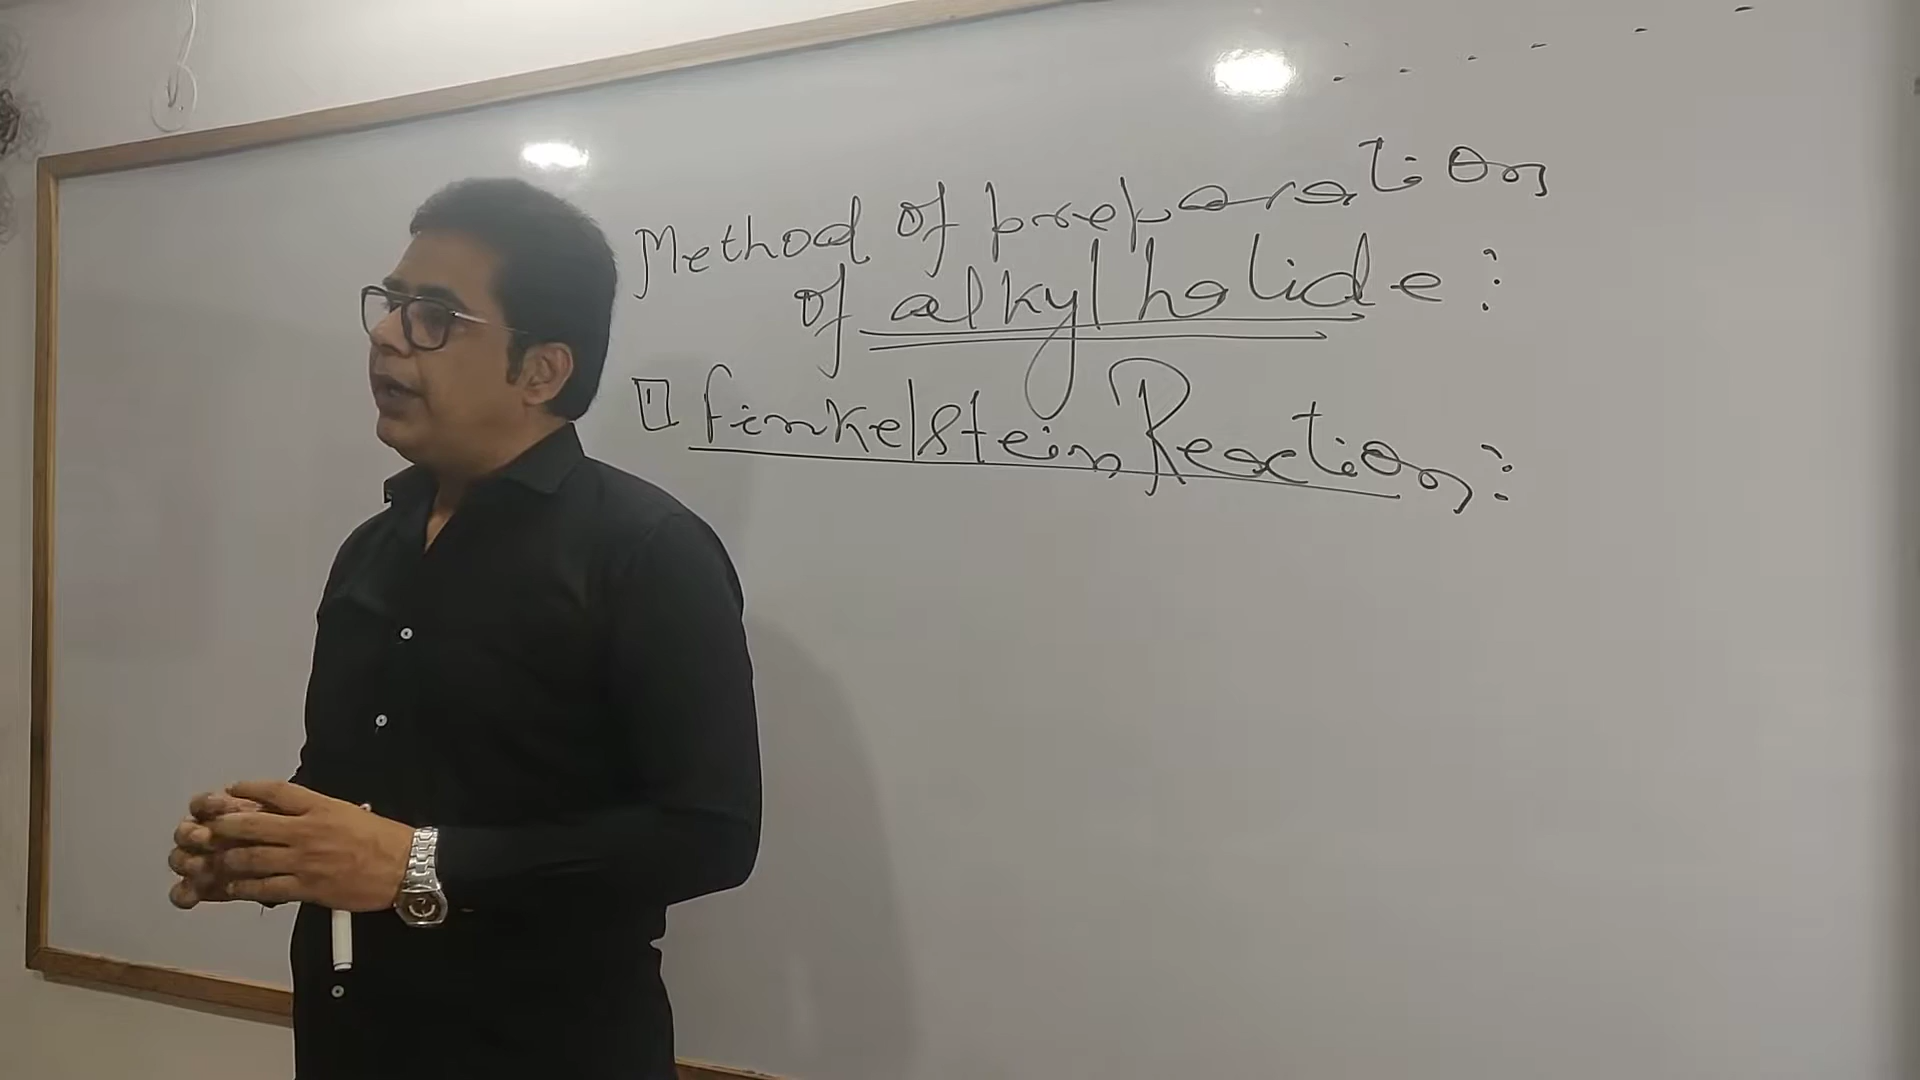 Method of preparation
of alkyl halide :
1 Finkelstein Reaction :